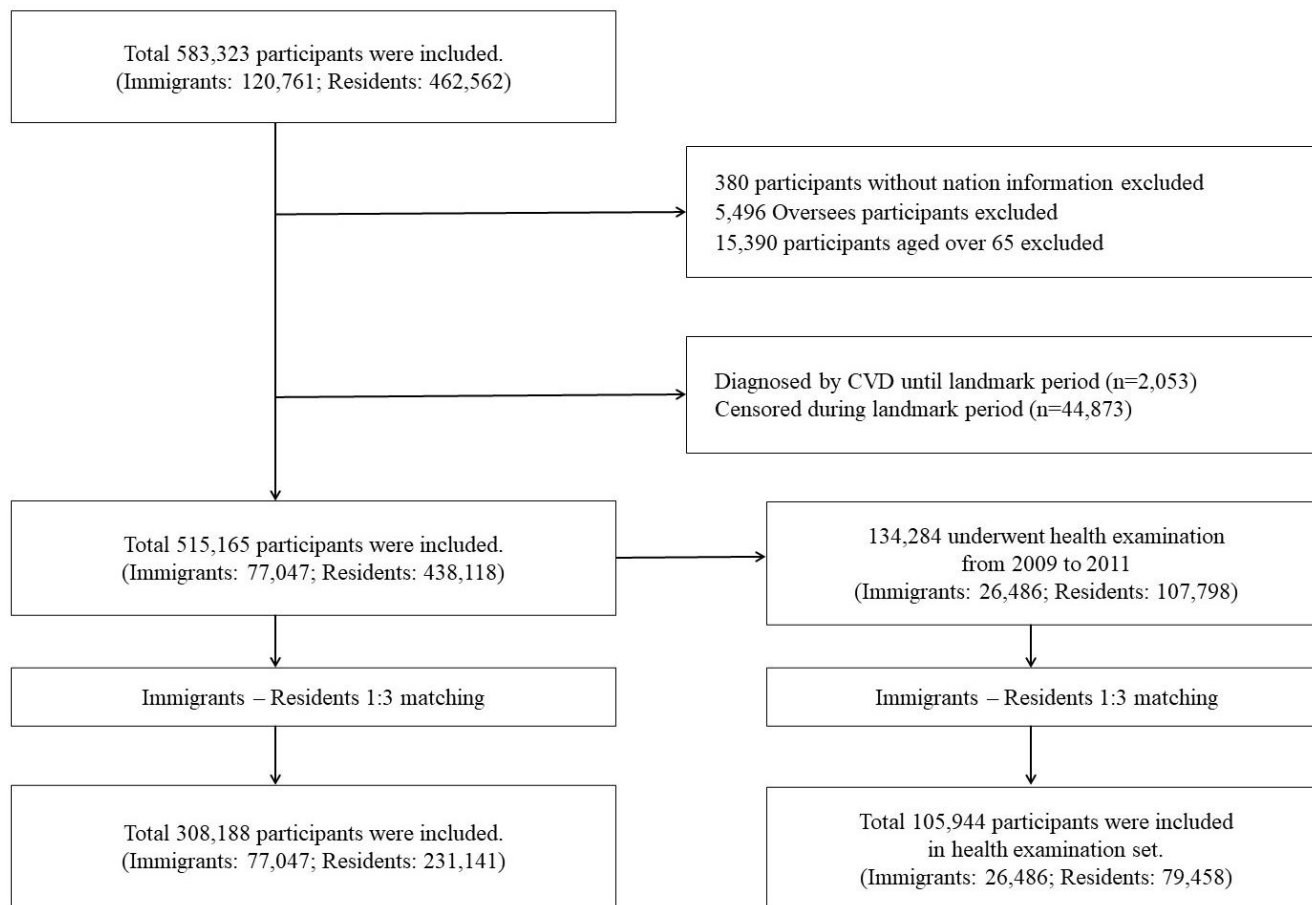 Total 583,323 participants were included.
(Immigrants: 120,761; Residents: 462,562)
380 participants without nation information excluded
5,496 Oversees participants excluded
15,390 participants aged over 65 excluded
Diagnosed by CVD until landmark period (n=2,053)
Censored during landmark period (n=44,873)
Total 515,165 participants were included.
(Immigrants: 77,047; Residents: 438,118)
134,284 underwent health examination
from 2009 to 2011
(Immigrants: 26,486; Residents: 107,798)
Immigrants – Residents 1:3 matching
Immigrants – Residents 1:3 matching
Total 308,188 participants were included.
(Immigrants: 77,047; Residents: 231,141)
Total 105,944 participants were included
in health examination set.
(Immigrants: 26,486; Residents: 79,458)